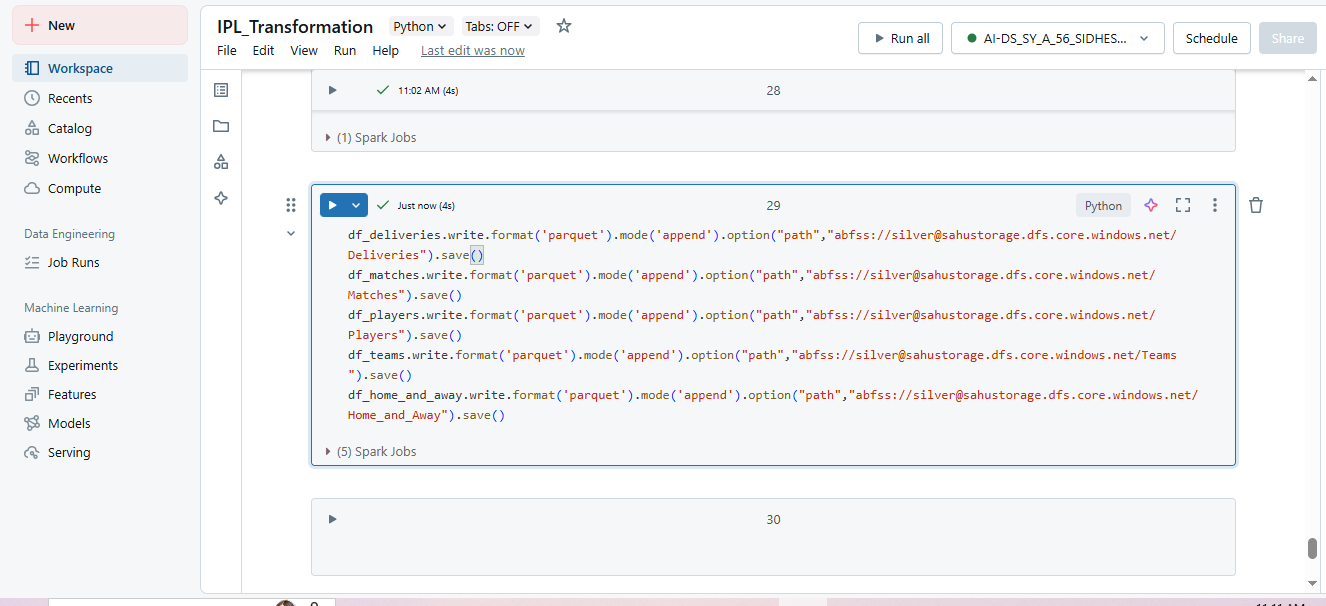 New
Workspace
Recents
Catalog
Workflows
Compute
Data Engineering
Job Runs
Machine Learning
Playground
Experiments
Features
Models
Serving
IPL_Transformation
Python
Tabs: OFF
File
Edit
View
Run
Help
Last edit was now
Run all
AI-DS_SY_A_56_SIDHES...
Schedule
Share
11:02 AM (4s)
28
(1) Spark Jobs
Just now (4s)
29
Python
df_deliveries.write.format('parquet').mode('append').option("path","abfss://silver@sahustorage.dfs.core.windows.net/
Deliveries").save()
df_matches.write.format('parquet').mode('append').option("path","abfss://silver@sahustorage.dfs.core.windows.net/
Matches").save()
df_players.write.format('parquet').mode('append').option("path","abfss://silver@sahustorage.dfs.core.windows.net/
Players").save()
df_teams.write.format('parquet').mode('append').option("path","abfss://silver@sahustorage.dfs.core.windows.net/Teams
").save()
df_home_and_away.write.format('parquet').mode('append').option("path","abfss://silver@sahustorage.dfs.core.windows.net/
Home_and_Away").save()
(5) Spark Jobs
30